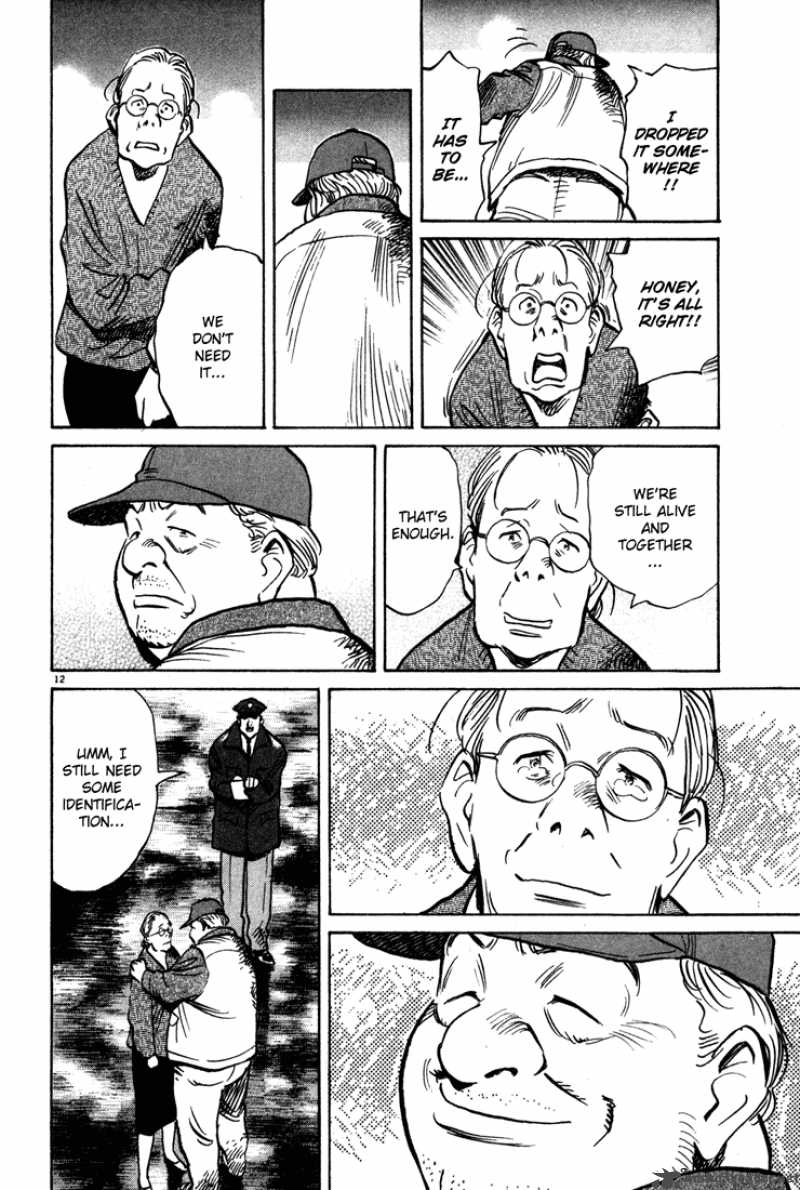 I
DROPPED
IT SOME-
WHERE
!!
IT
HAS
TO
BE...
HONEY,
IT'S ALL
RIGHT!!
WE
DON'T
NEED
IT...
WE'RE
STILL ALIVE
AND
TOGETHER
...
THAT'S
ENOUGH.
12
UMM, I
STILL NEED
SOME
IDENTIFICA-
TION...